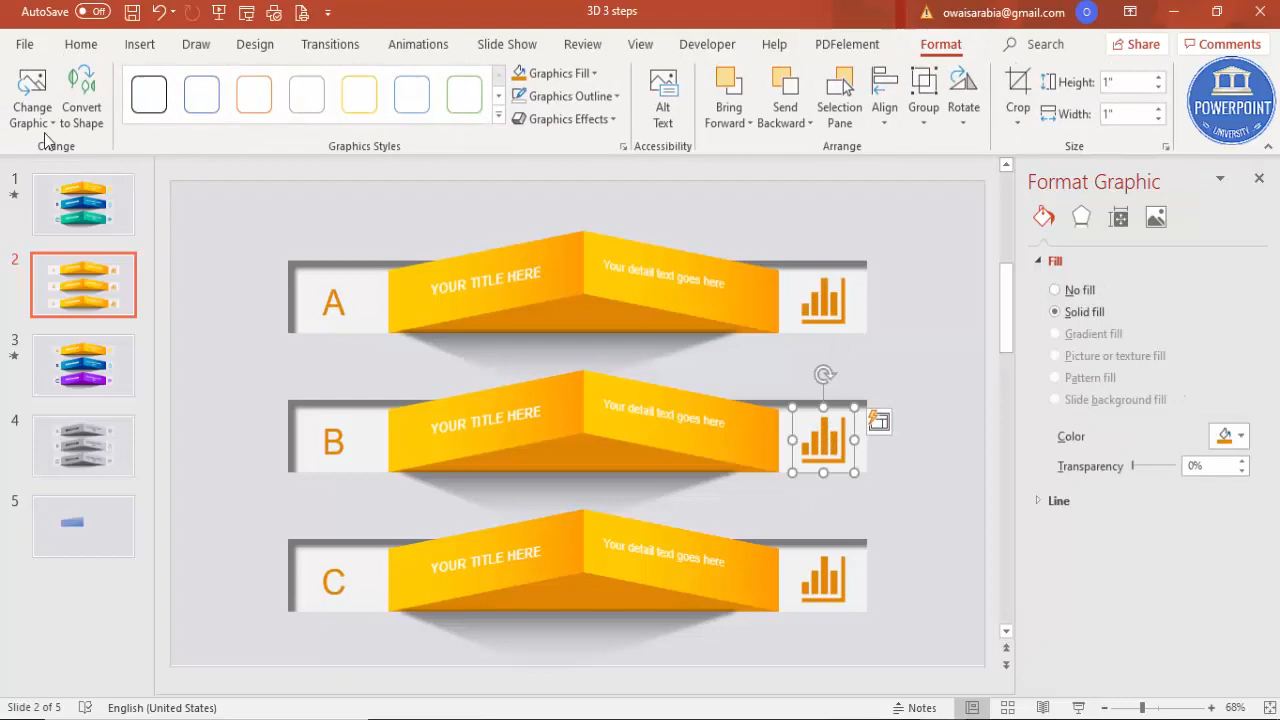 AutoSave Off 3D 3 steps owaisarabia@gmail.com O
File Home Insert Draw Design Transitions Animations Slide Show Review View Developer Help PDFelement Format Search Share Comments
Change Graphic
Convert to Shape
Change
Graphics Fill
Graphics Outline
Graphics Effects
Graphics Styles
Alt Text
Accessibility
Bring Forward
Send Backward
Selection Pane
Align
Group
Rotate
Arrange
Crop
Height: 1"
Width: 1"
Size
POWERPOINT
UNIVERSITY
1
2
3
4
5
A
YOUR TITLE HERE
Your detail text goes here
B
YOUR TITLE HERE
Your detail text goes here
C
YOUR TITLE HERE
Your detail text goes here
Format Graphic
Fill
No fill
Solid fill
Gradient fill
Picture or texture fill
Pattern fill
Slide background fill
Color
Transparency 0%
Line
Slide 2 of 5 English (United States) Notes 68%